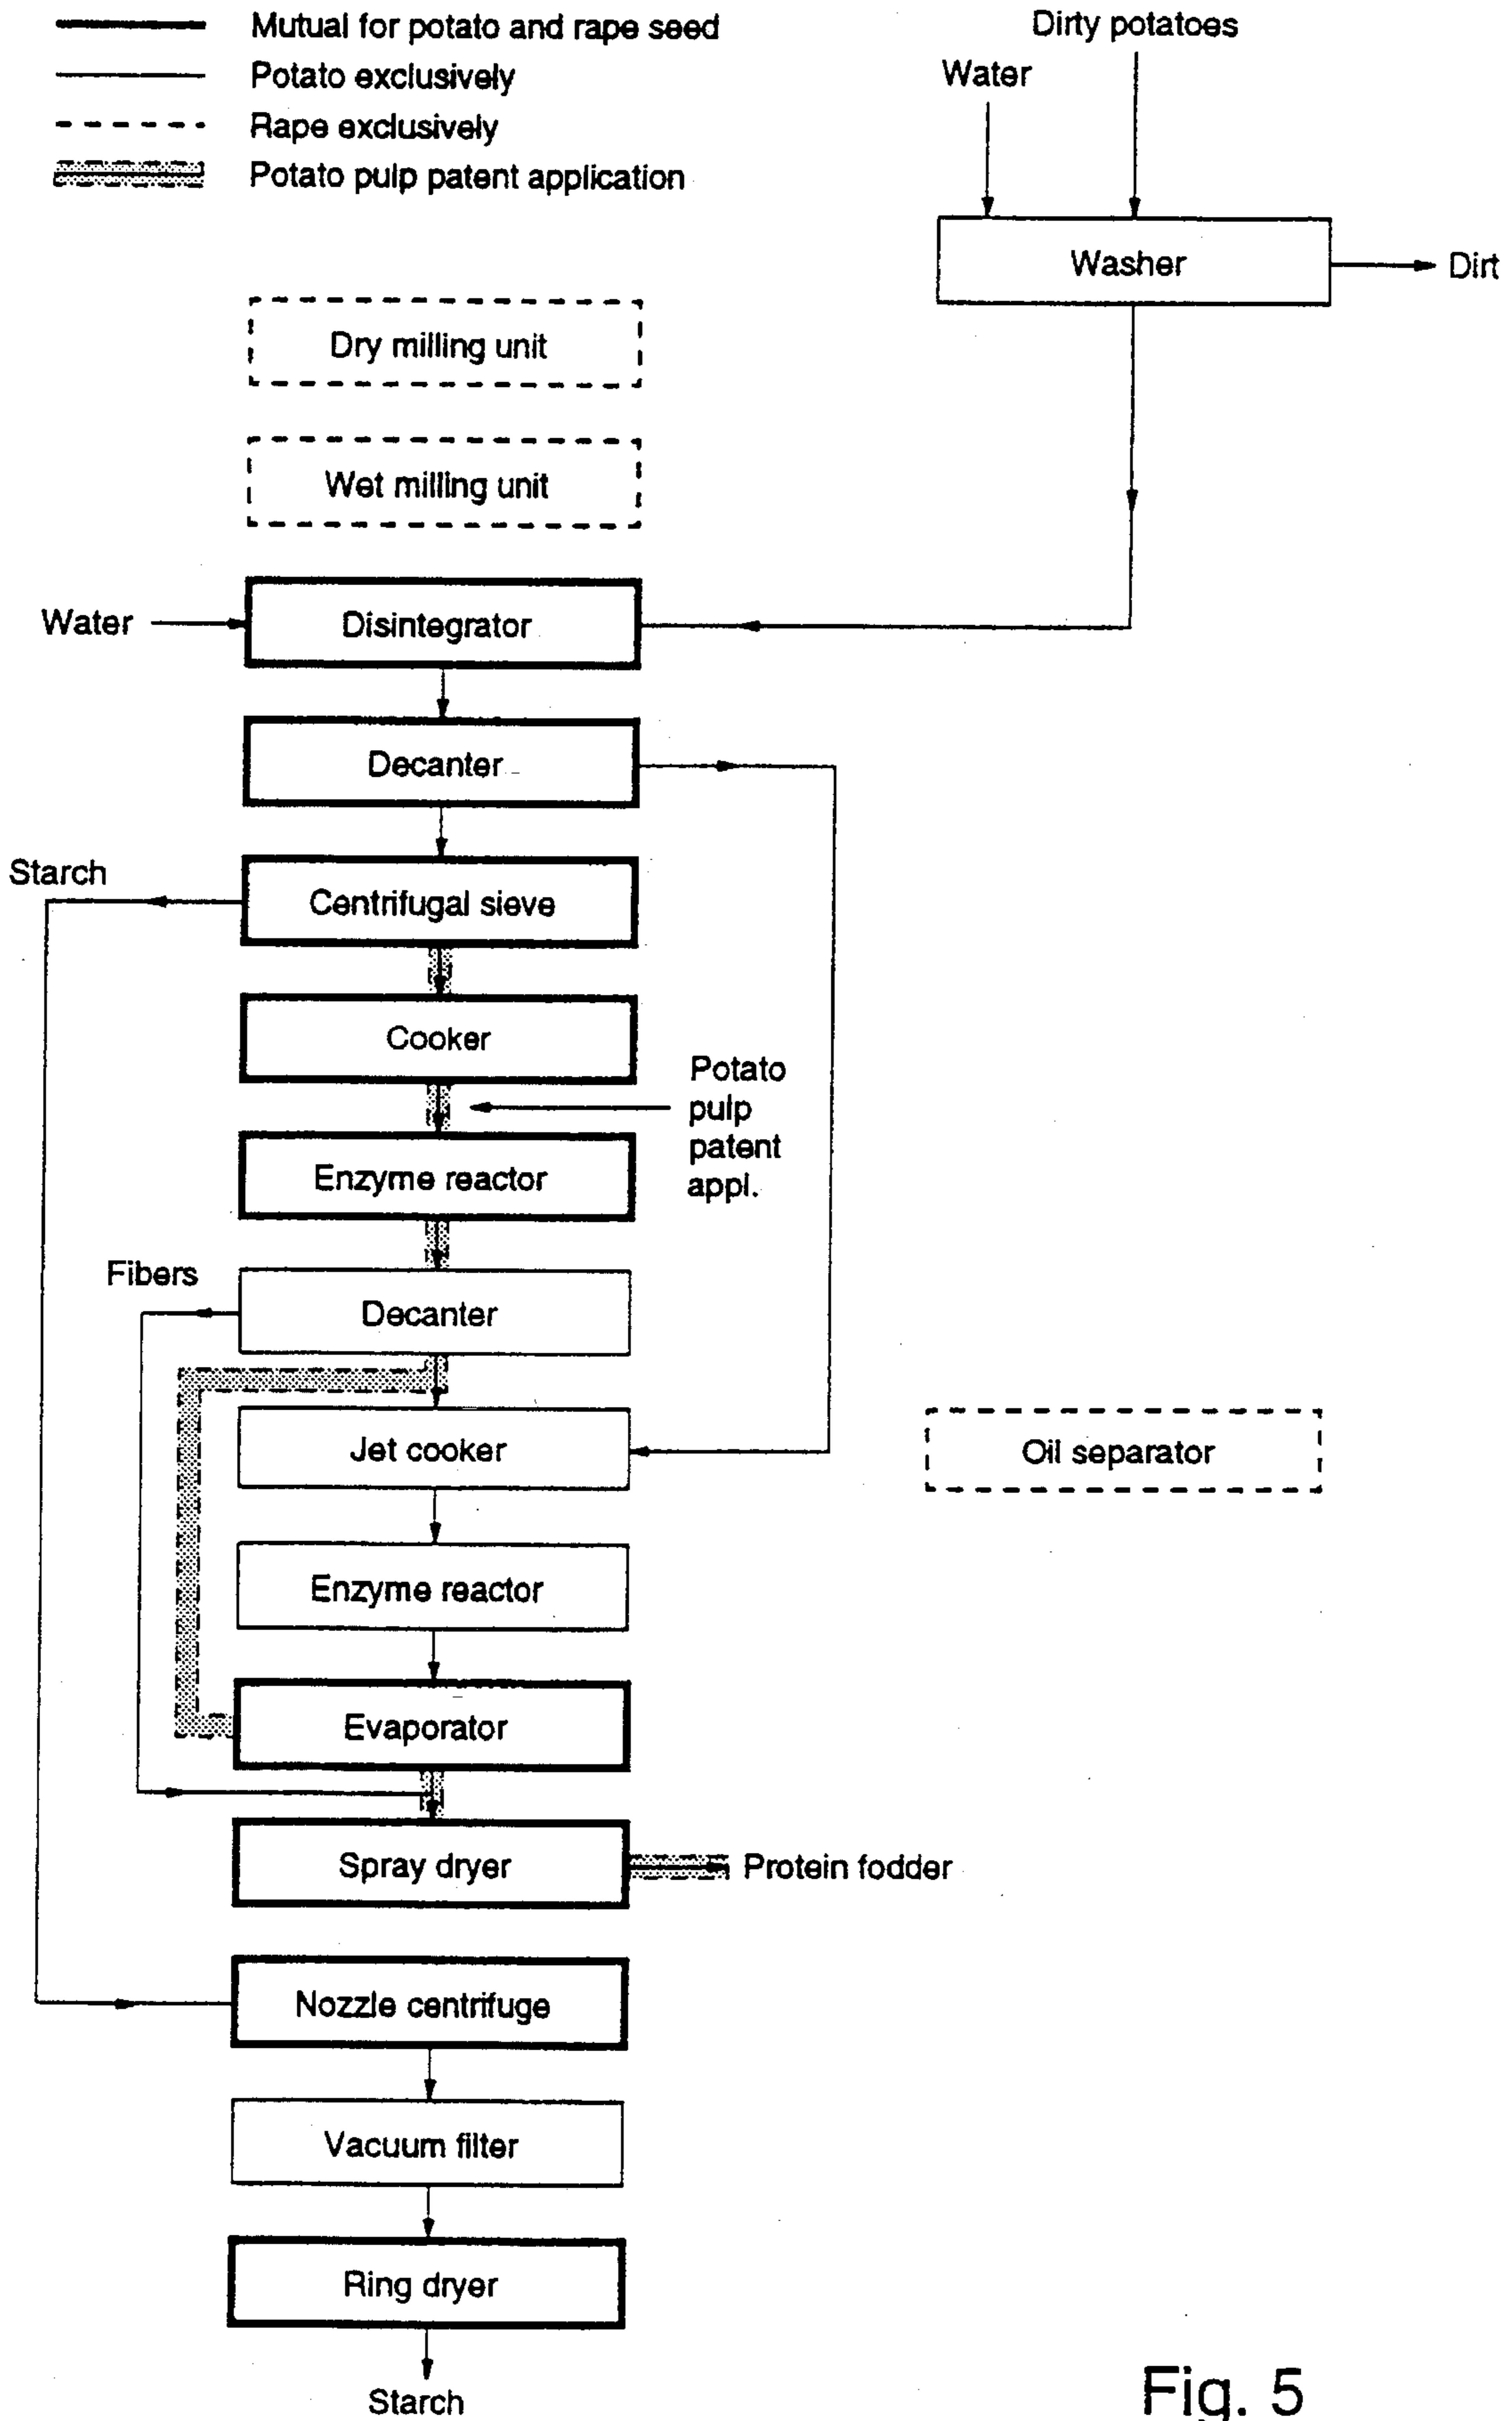 Mutual for potato and rape seed
Potato exclusively
Rape exclusively
Potato pulp patent application
Dirty potatoes
Water
Washer
Dirt
Dry milling unit
Wet milling unit
Water
Disintegrator
Decanter
Starch
Centrifugal sieve
Cooker
Potato
pulp
patent
appl.
Enzyme reactor
Fibers
Decanter
Jet cooker
Oil separator
Enzyme reactor
Evaporator
Spray dryer
Protein fodder
Nozzle centrifuge
Vacuum filter
Ring dryer
Starch
Fig. 5